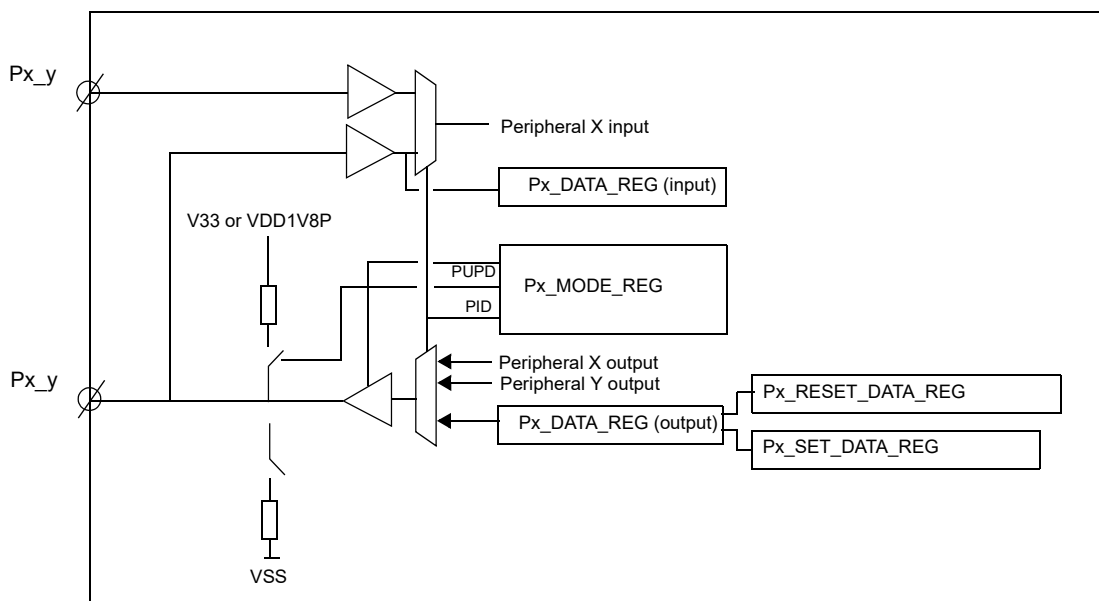 Px_y
Peripheral X input
Px_DATA_REG (input)
V33 or VDD1V8P
PUPD
Px_MODE_REG
PID
Peripheral X output
Px_y
Peripheral Y output
Px_RESET_DATA_REG
Px_DATA_REG (output)
Px_SET_DATA_REG
VSS